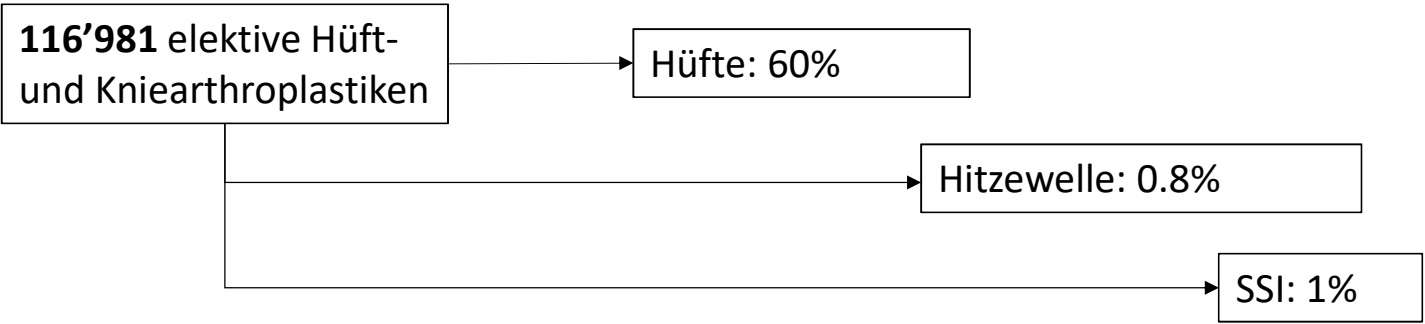 116’981 elektive Hüft-
und Kniearthroplastiken
Hüfte: 60%
Hitzewelle: 0.8%
SSI: 1%